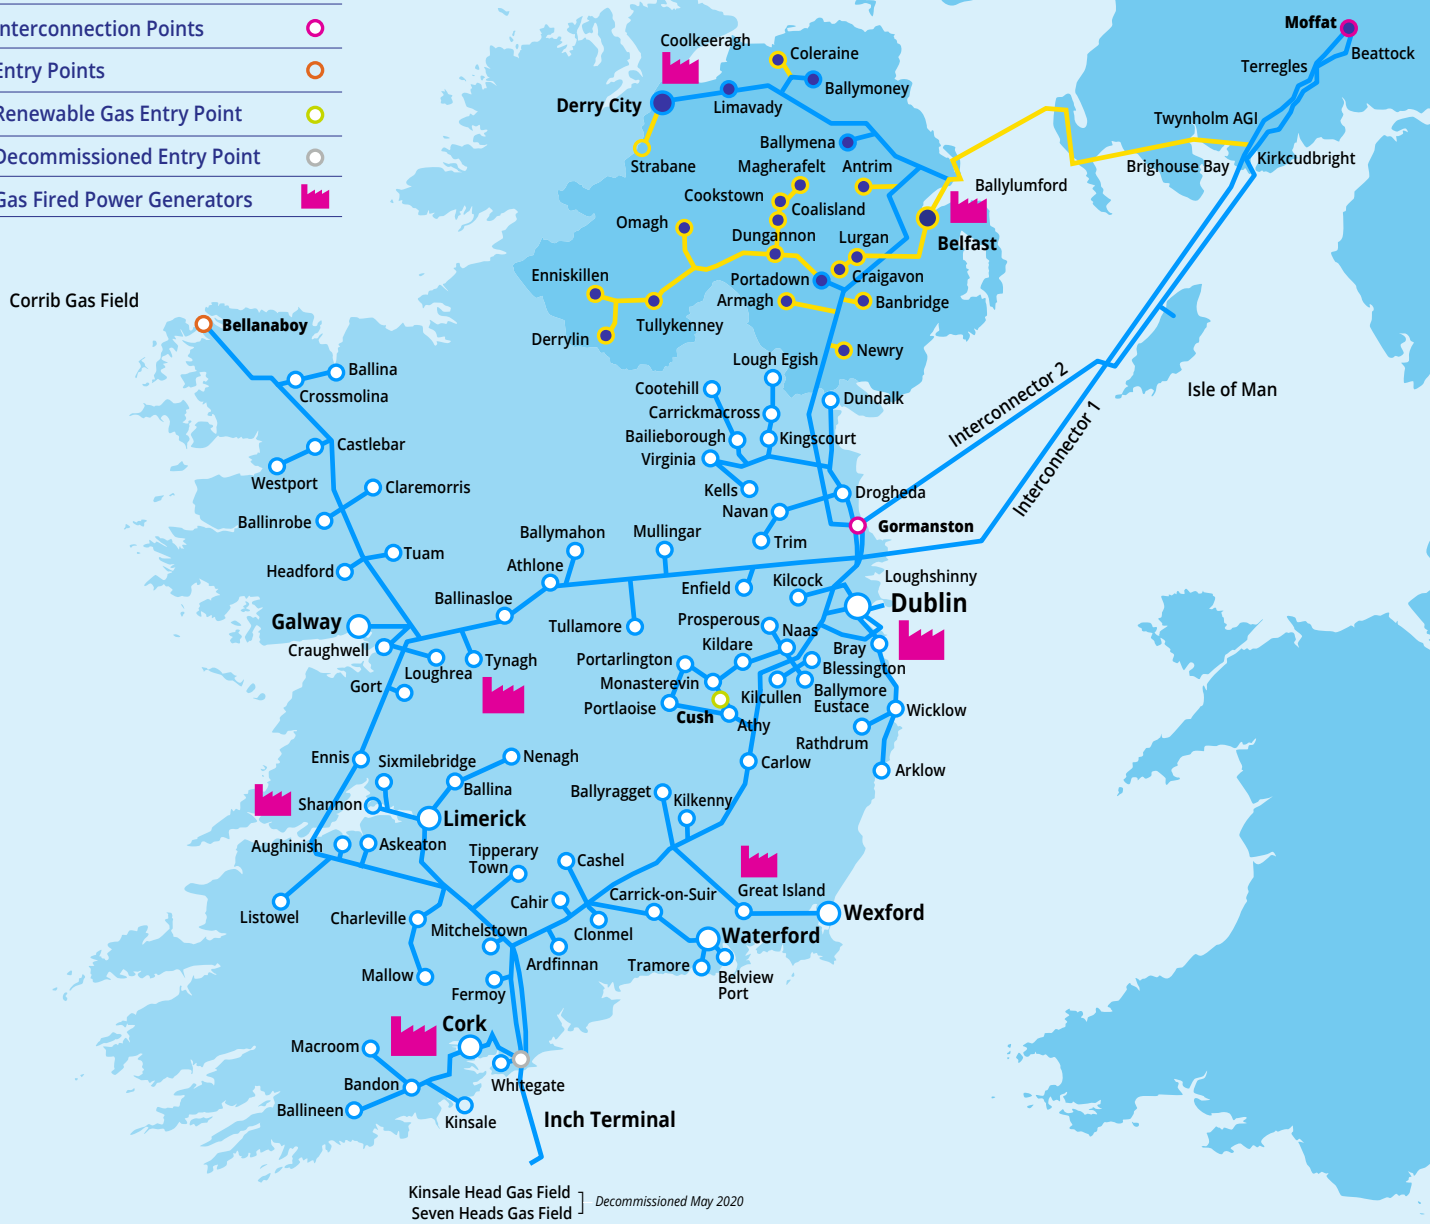 nterconnection Points
Entry Points
Renewable Gas Entry Point
Decommissioned Entry Point
Gas Fired Power Generators
Moffat
Beattock
Terregles
Twynholm AGI
Kirkcudbright
Brighouse Bay
Coolkeeragh
Coleraine
Ballymoney
Derry City
Limavady
Ballymena
Strabane
Magherafelt
Antrim
Ballylumford
Cookstown
Coalisland
Omagh
Dungannon
Lurgan
Belfast
Enniskillen
Portadown
Craigavon
Armagh
Banbridge
Corrib Gas Field
Bellanaboy
Tullykenney
Derrylin
Newry
Lough Egish
Ballina
Crossmolina
Cootehill
Dundalk
Isle of Man
Interconnector 2
Interconnector 1
Carrickmacross
Bailieborough
Kingscourt
Castlebar
Virginia
Westport
Claremorris
Kells
Drogheda
Navan
Ballinrobe
Gormanston
Ballymahon
Mullingar
Trim
Tuam
Headford
Athlone
Enfield
Kilcock
Loughshinny
Dublin
Ballinasloe
Galway
Tullamore
Prosperous
Naas
Craughwell
Kildare
Bray
Loughrea
Tynagh
Portarlington
Blessington
Gort
Monasterevin
Kilcullen
Ballymore
Eustace
Portlaoise
Cush
Athy
Wicklow
Rathdrum
Ennis
Sixmilebridge
Nenagh
Carlow
Arklow
Ballina
Shannon
Ballyragget
Kilkenny
Limerick
Aughinish
Askeaton
Tipperary
Town
Cashel
Great Island
Listowel
Charleville
Cahir
Carrick-on-Suir
Wexford
Mitchelstown
Clonmel
Waterford
Ardfinnan
Tramore
Belview
Port
Mallow
Fermoy
Cork
Macroom
Bandon
Whitegate
Ballineen
Kinsale
Inch Terminal
Kinsale Head Gas Field
Seven Heads Gas Field
Decommissioned May 2020